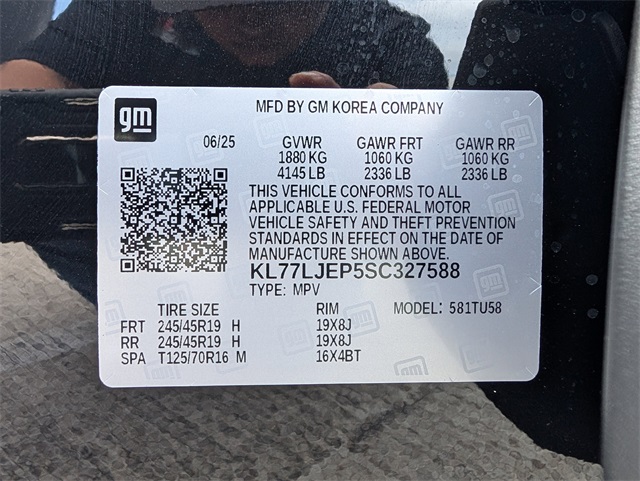 gm
MFD BY GM KOREA COMPANY
06/25 GVWR GAWR FRT GAWR RR
1880 KG 1060 KG 1060 KG
4145 LB 2336 LB 2336 LB
THIS VEHICLE CONFORMS TO ALL
APPLICABLE U.S. FEDERAL MOTOR
VEHICLE SAFETY AND THEFT PREVENTION
STANDARDS IN EFFECT ON THE DATE OF
MANUFACTURE SHOWN ABOVE.
KL77LJEP5SC327588
TYPE: MPV
TIRE SIZE RIM MODEL: 581TU58
FRT 245/45R19 H 19X8J
RR 245/45R19 H 19X8J
SPA T125/70R16 M 16X4BT